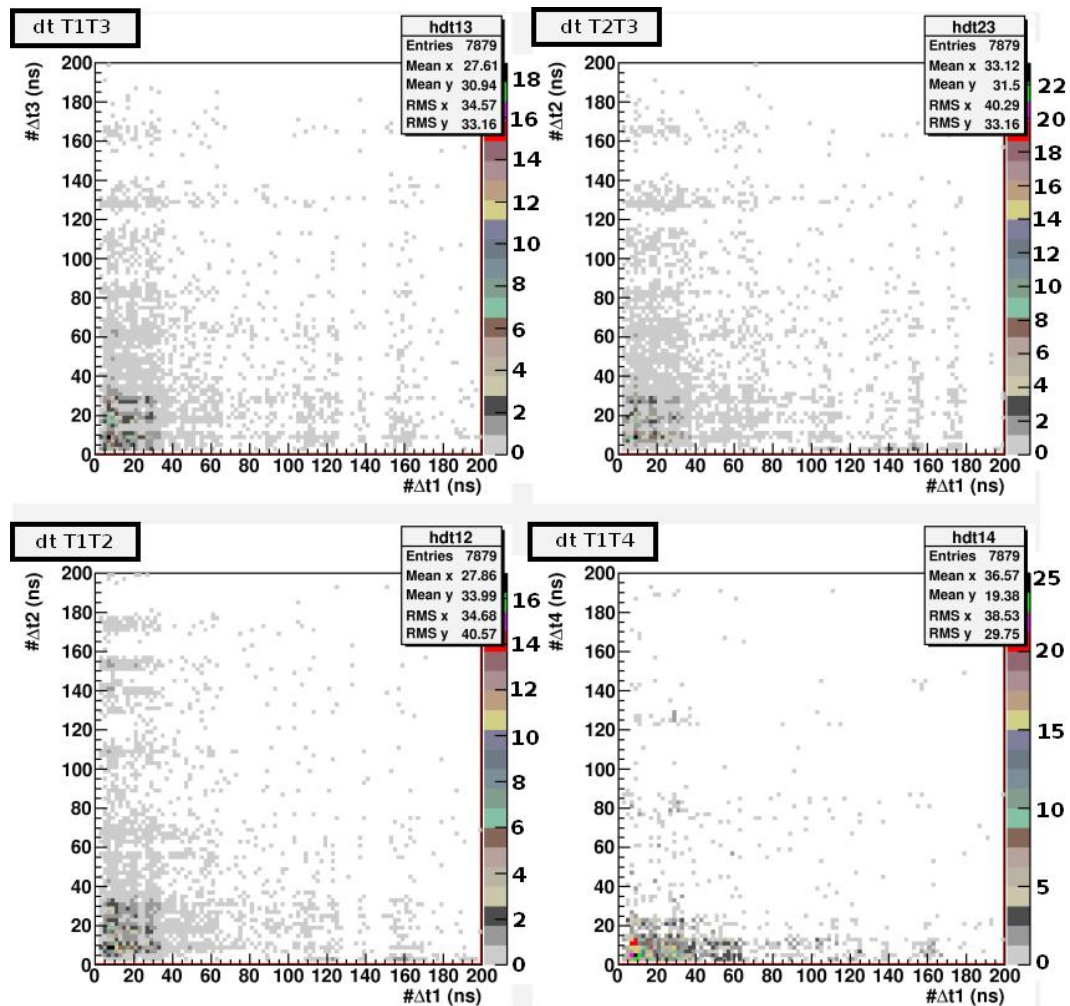 dt T1T3
hdt13
Entries 7879
Mean x 27.61
Mean y 30.94
RMS x 34.57
RMS y 33.16
#Δt3 (ns)
200
180
160
140
120
100
80
60
40
20
0
0 20 40 60 80 100 120 140 160 180 200
#Δt1 (ns)
18
16
14
12
10
8
6
4
2
0
dt T2T3
hdt23
Entries 7879
Mean x 33.12
Mean y 31.5
RMS x 40.29
RMS y 33.16
#Δt2 (ns)
200
180
160
140
120
100
80
60
40
20
0
0 20 40 60 80 100 120 140 160 180 200
#Δt1 (ns)
22
20
18
16
14
12
10
8
6
4
2
0
dt T1T2
hdt12
Entries 7879
Mean x 27.86
Mean y 33.99
RMS x 34.68
RMS y 40.57
#Δt2 (ns)
200
180
160
140
120
100
80
60
40
20
0
0 20 40 60 80 100 120 140 160 180 200
#Δt1 (ns)
16
14
12
10
8
6
4
2
0
dt T1T4
hdt14
Entries 7879
Mean x 36.57
Mean y 19.38
RMS x 38.53
RMS y 29.75
#Δt4 (ns)
200
180
160
140
120
100
80
60
40
20
0
0 20 40 60 80 100 120 140 160 180 200
#Δt1 (ns)
25
20
15
10
5
0